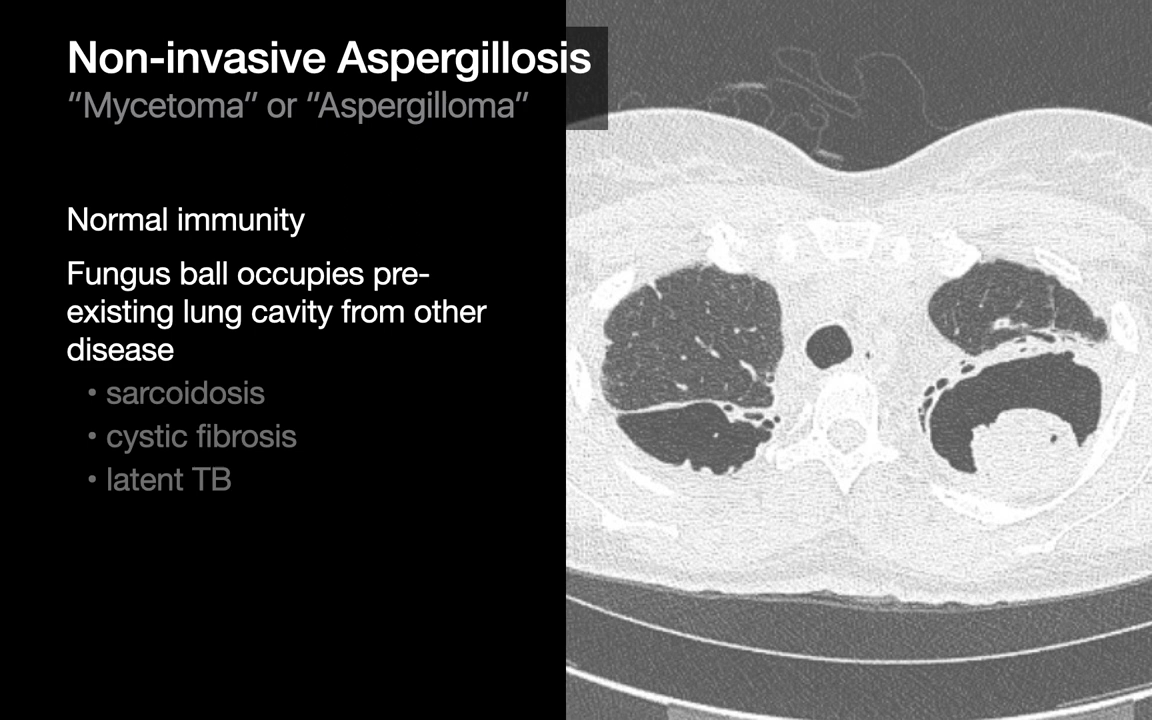 Non-invasive Aspergillosis
“Mycetoma” or “Aspergilloma”
Normal immunity
Fungus ball occupies pre-
existing lung cavity from other
disease
• sarcoidosis
• cystic fibrosis
• latent TB